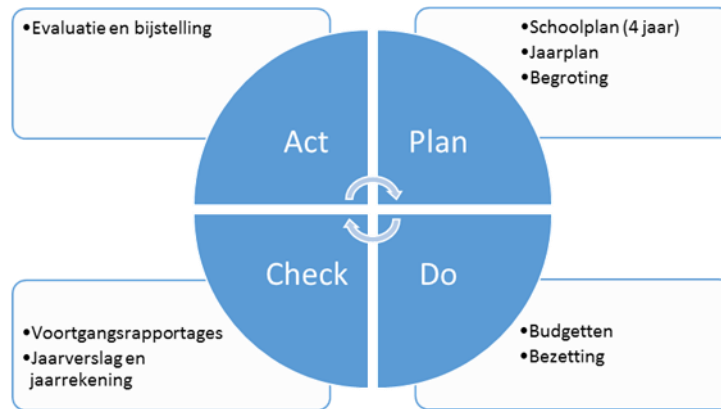 •Evaluatie en bijstelling
•Schoolplan (4 jaar)
•Jaarplan
•Begroting
Act
Plan
Check
Do
•Voortgangsrapportages
•Jaarverslag en
jaarrekening
•Budgetten
•Bezetting